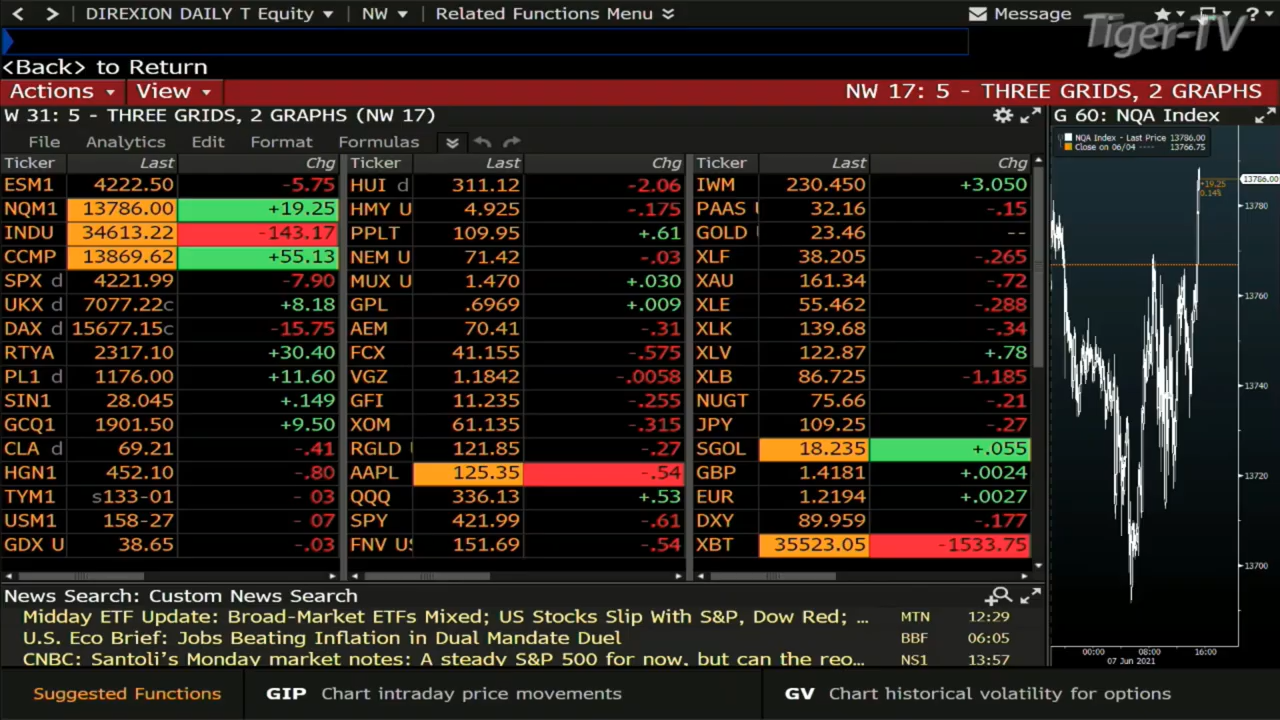 DIREXION DAILY T Equity NW Related Functions Menu Message ?
Tiger-TV
<Back> to Return
Actions View NW 17: 5 - THREE GRIDS, 2 GRAPHS
W 31: 5 - THREE GRIDS, 2 GRAPHS (NW 17) G 60: NQA Index
File Analytics Edit Format Formulas
Ticker Last Chg Ticker Last Chg Ticker Last Chg
ESM1 4222.50 -5.75 HUI d 311.12 -2.06 IWM 230.450 +3.050
NQM1 13786.00 +19.25 HMY U 4.925 -.175 PAAS U 32.16 -.15
INDU 34613.22 -143.17 PPLT 109.95 +.61 GOLD 23.46 --
CCMP 13869.62 +55.13 NEM U 71.42 -.03 XLF 38.205 -.265
SPX d 4221.99 -7.90 MUX U 1.470 +.030 XAU 161.34 -.72
UKX d 7077.22c +8.18 GPL .6969 +.009 XLE 55.462 -.288
DAX d 15677.15c -15.75 AEM 70.41 -.31 XLK 139.68 -.34
RTYA 2317.10 +30.40 FCX 41.155 -.575 XLV 122.87 +.78
PL1 d 1176.00 +11.60 VGZ 1.1842 -.0058 XLB 86.725 -1.185
SIN1 28.045 +.149 GFI 11.235 -.255 NUGT 75.66 -.21
GCQ1 1901.50 +9.50 XOM 61.135 -.315 JPY 109.25 -.27
CLA d 69.21 -.41 RGLD 121.85 -.27 SGOL 18.235 +.055
HGN1 452.10 -.80 AAPL 125.35 -.54 GBP 1.4181 +.0024
TYM1 s133-01 - 03 QQQ 336.13 +.53 EUR 1.2194 +.0027
USM1 158-27 - 07 SPY 421.99 -.61 DXY 89.959 -.177
GDX U 38.65 -.03 FNV US 151.69 -.54 XBT 35523.05 -1533.75
NQA Index - Last Price 13786.00
Close on 06/04 ---- 13766.75
+19.25
0.14%
13786.00
13780
13760
13740
13720
13700
00:00 08:00 16:00
07 Jun 2021
News Search: Custom News Search
Midday ETF Update: Broad-Market ETFs Mixed; US Stocks Slip With S&P, Dow Red; ... MTN 12:29
U.S. Eco Brief: Jobs Beating Inflation in Dual Mandate Duel BBF 06:05
CNBC: Santoli's Monday market notes: A steady S&P 500 for now, but can the reo... NS1 13:57
Suggested Functions GIP Chart intraday price movements GV Chart historical volatility for options